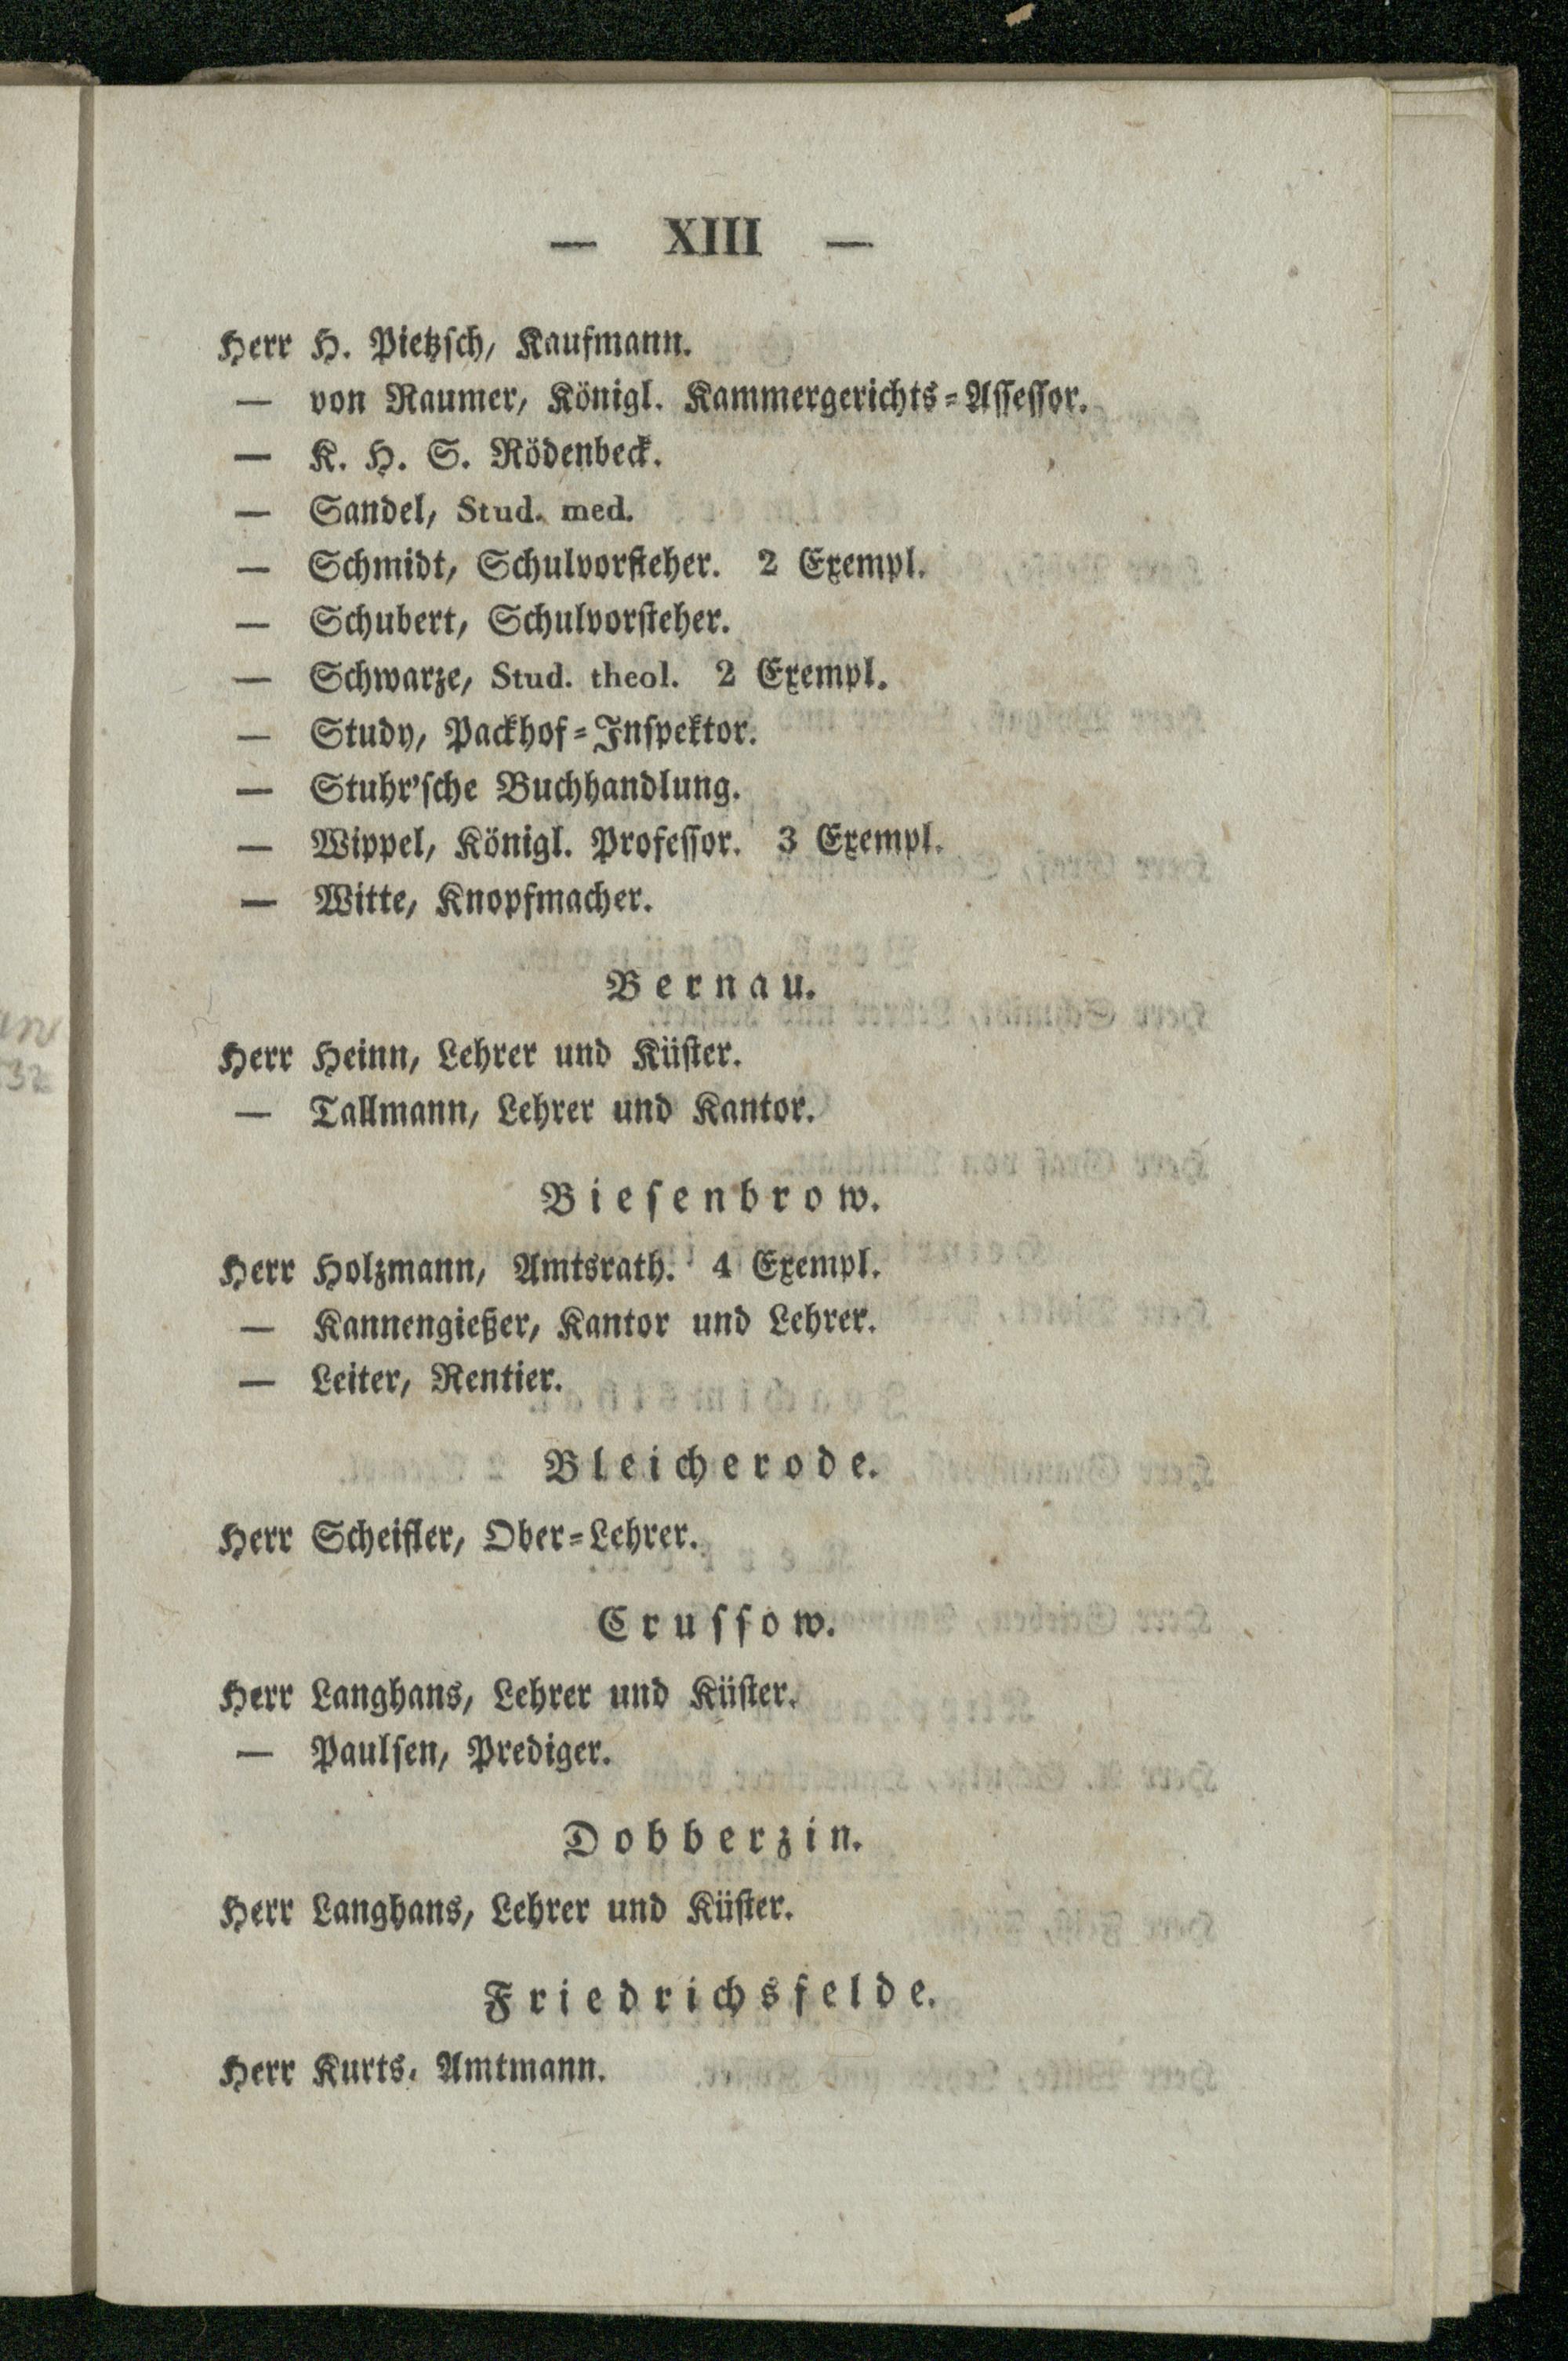 — XIII —
Herr H. Pietzſch, Kaufmann.
— von Raumer, Königl. Kammergerichts-Aſſeſſor.
— K. H. S. Rödenbeck.
— Sandel, Stud. med.
— Schmidt, Schulvorſteher. 2 Exempl.
— Schubert, Schulvorſteher.
— Schwarze, Stud. theol. 2 Exempl.
— Study, Packhof-Inſpektor.
— Stuhr'ſche Buchhandlung.
— Wippel, Königl. Profeſſor. 3 Exempl.
— Witte, Knopfmacher.
Bernau.
Herr Heinn, Lehrer und Küſter.
— Tallmann, Lehrer und Kantor.
Bieſenbrow.
Herr Holzmann, Amtsrath. 4 Exempl.
— Kannengießer, Kantor und Lehrer.
— Leiter, Rentier.
Bleicherode.
Herr Scheifler, Ober-Lehrer.
Cruſſow.
Herr Langhans, Lehrer und Küſter.
— Paulſen, Prediger.
Dobberzin.
Herr Langhans, Lehrer und Küſter.
Friedrichsfelde.
Herr Kurts, Amtmann.